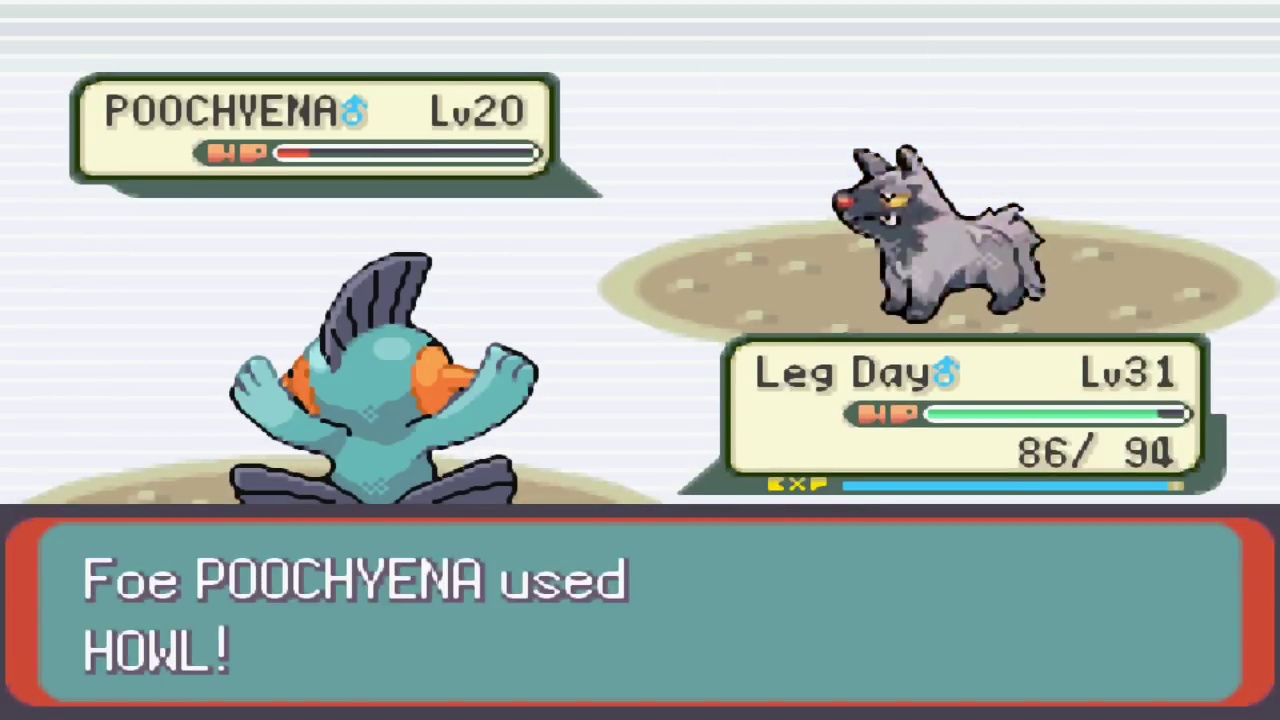 POOCHYENA♂ Lv20
HP
Leg Day♂ Lv31
HP
86/ 94
EXP
Foe POOCHYENA used
HOWL!